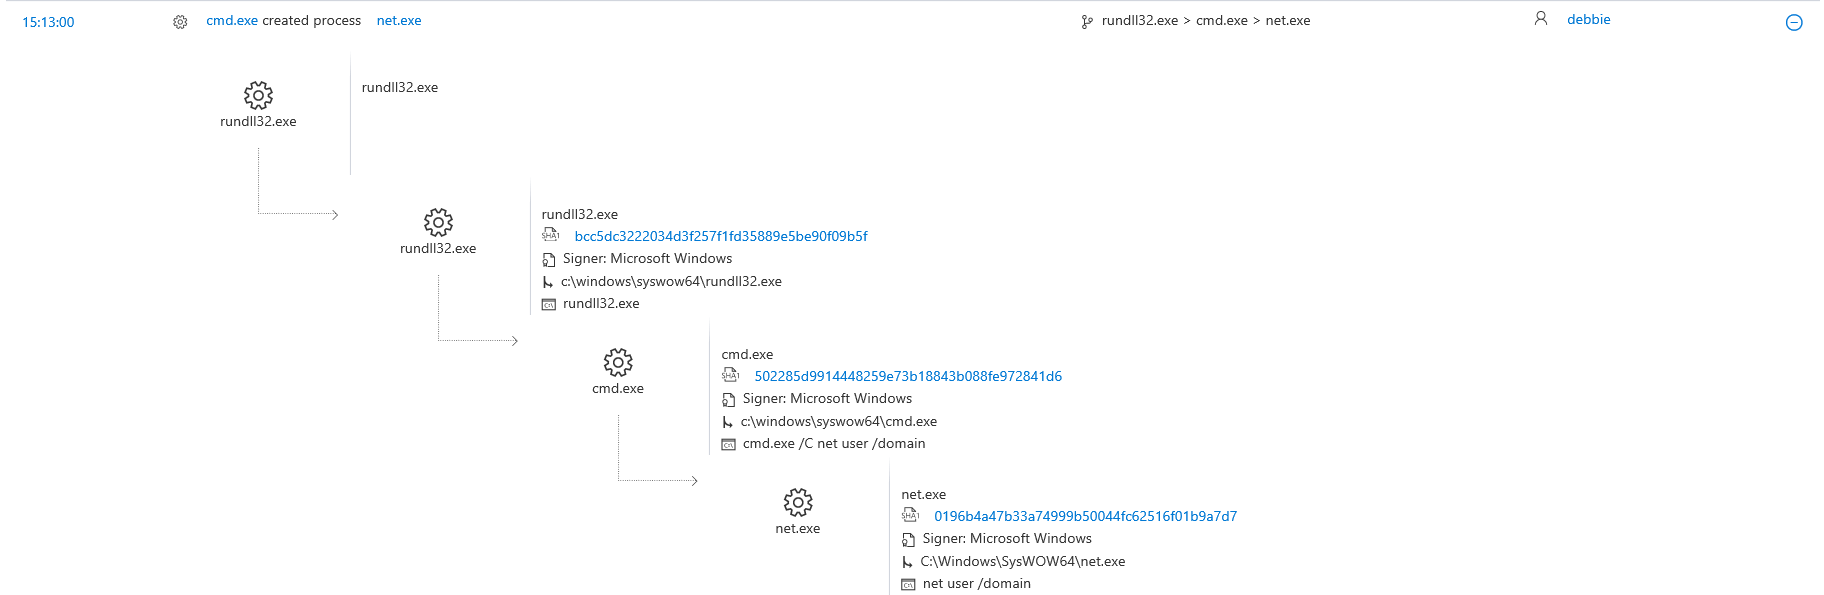 15:13:00 cmd.exe created process net.exe rundll32.exe > cmd.exe > net.exe debbie
rundll32.exe
rundll32.exe
rundll32.exe
SHA1 bcc5dc3222034d3f257f1fd35889e5be90f09b5f
rundll32.exe
Signer: Microsoft Windows
c:\windows\syswow64\rundll32.exe
rundll32.exe
cmd.exe
SHA1 502285d9914448259e73b18843b088fe972841d6
cmd.exe
Signer: Microsoft Windows
c:\windows\syswow64\cmd.exe
cmd.exe /C net user /domain
net.exe
SHA1 0196b4a47b33a74999b50044fc62516f01b9a7d7
net.exe
Signer: Microsoft Windows
C:\Windows\SysWOW64\net.exe
net user /domain